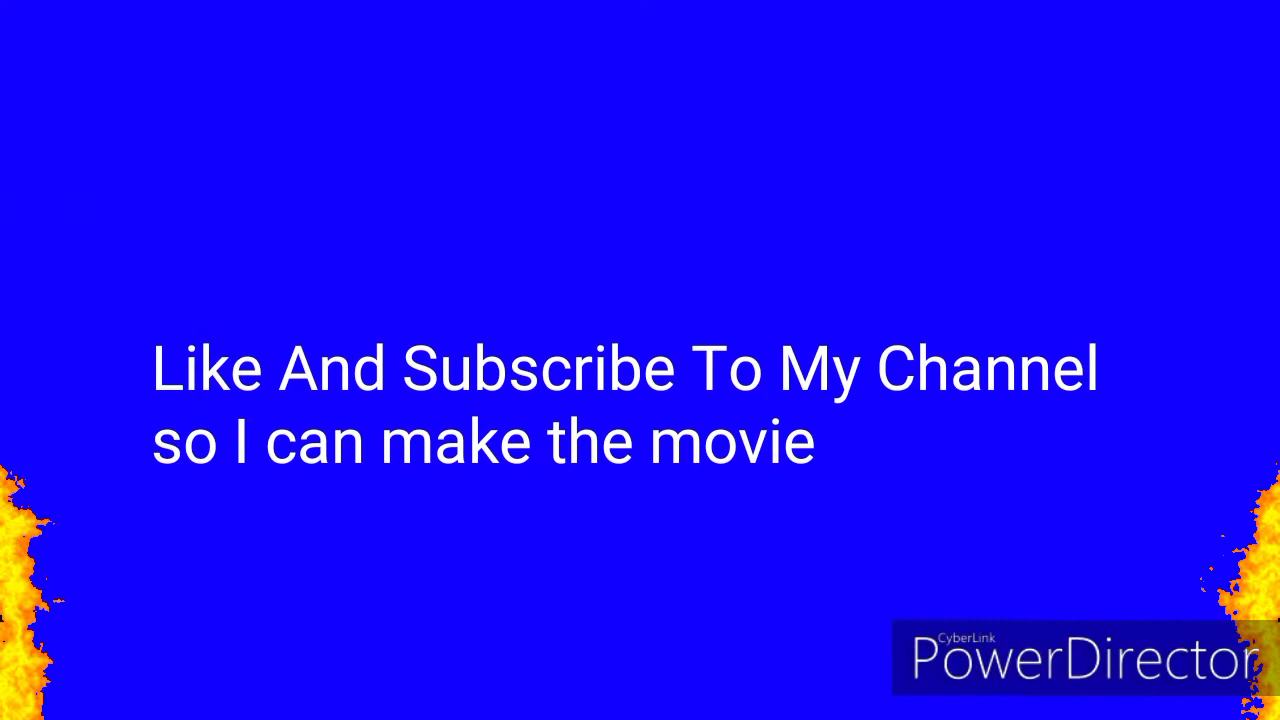 Like And Subscribe To My Channel
so I can make the movie
CyberLink
PowerDirector